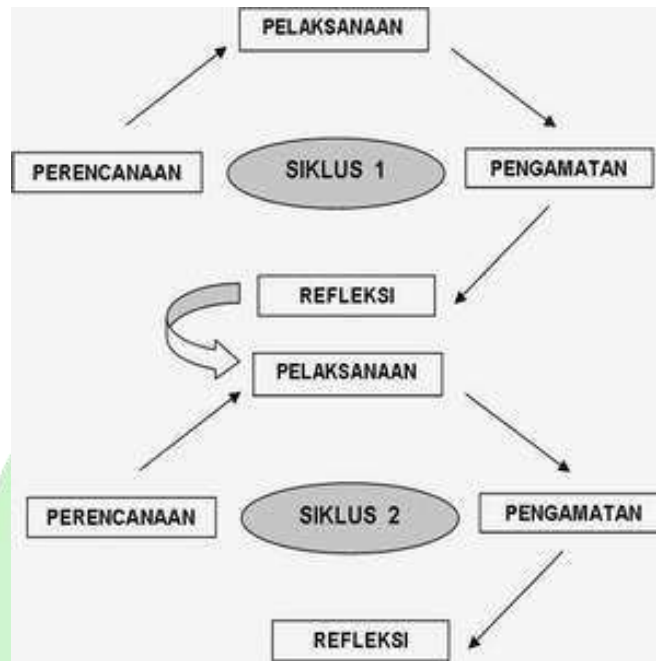 PELAKSANAAN
PERENCANAAN
SIKLUS 1
PENGAMATAN
REFLEKSI
PELAKSANAAN
PERENCANAAN
SIKLUS 2
PENGAMATAN
REFLEKSI